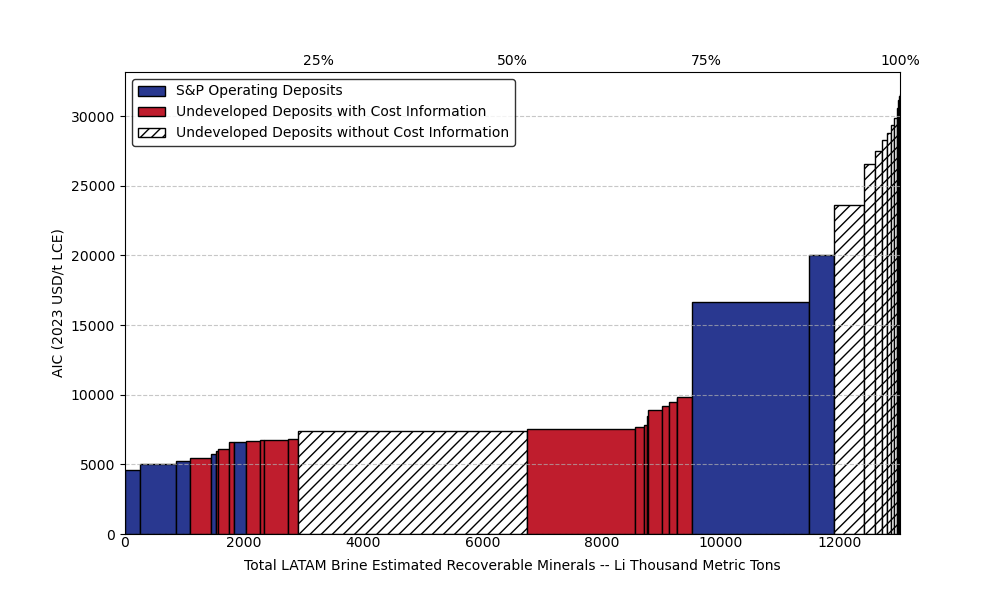 25% 50% 75% 100%
S&P Operating Deposits
Undeveloped Deposits with Cost Information
Undeveloped Deposits without Cost Information
30000
25000
20000
15000
10000
5000
0
AIC (2023 USD/t LCE)
0 2000 4000 6000 8000 10000 12000
Total LATAM Brine Estimated Recoverable Minerals -- Li Thousand Metric Tons